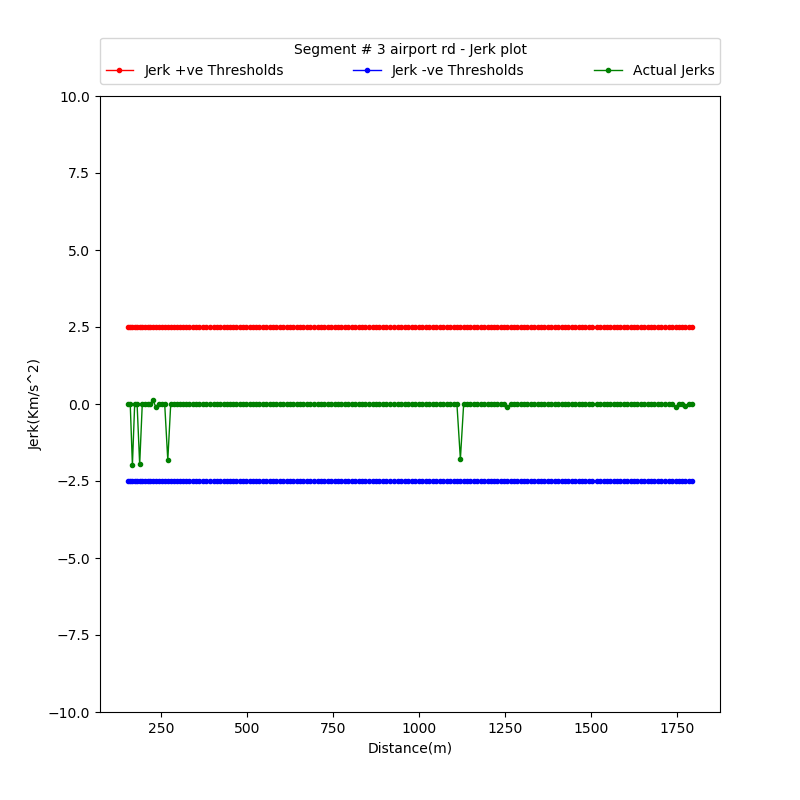 Segment # 3 airport rd - Jerk plot
Jerk +ve Thresholds Jerk -ve Thresholds Actual Jerks
10.0
7.5
5.0
2.5
0.0
−2.5
−5.0
−7.5
−10.0
Jerk(Km/s^2)
250 500 750 1000 1250 1500 1750
Distance(m)